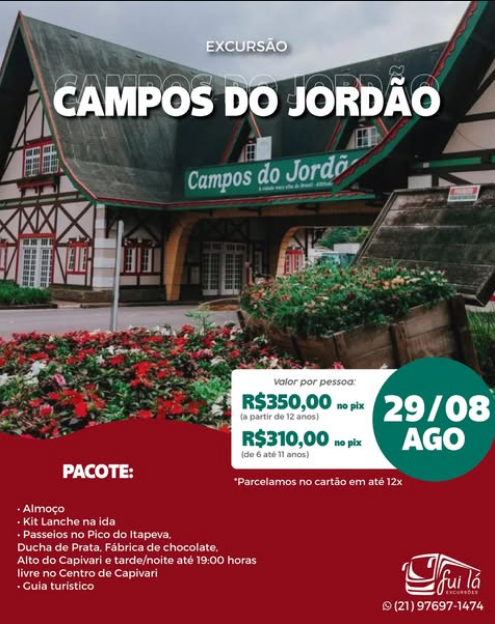 EXCURSÃO
CAMPOS DO JORDÃO
Campos do Jordão
Valor por pessoa:
R$350,00 no pix
(a partir de 12 anos)
R$310,00 no pix
(de 6 até 11 anos)
29/08
AGO
*Parcelamos no cartão em até 12x
PACOTE:
• Almoço
• Kit Lanche na ida
• Passeios no Pico do Itapeva,
Ducha de Prata, Fábrica de chocolate,
Alto do Capivari e tarde/noite até 19:00 horas
livre no Centro de Capivari
• Guia turístico
fui lá
EXCURSÕES
(21) 97697-1474